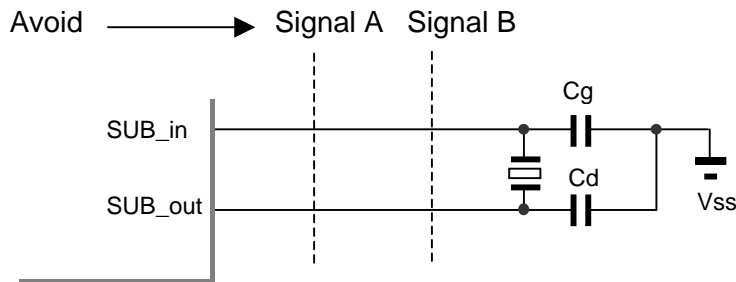 Avoid Signal A Signal B
Cg
SUB_in
Cd
SUB_out
Vss